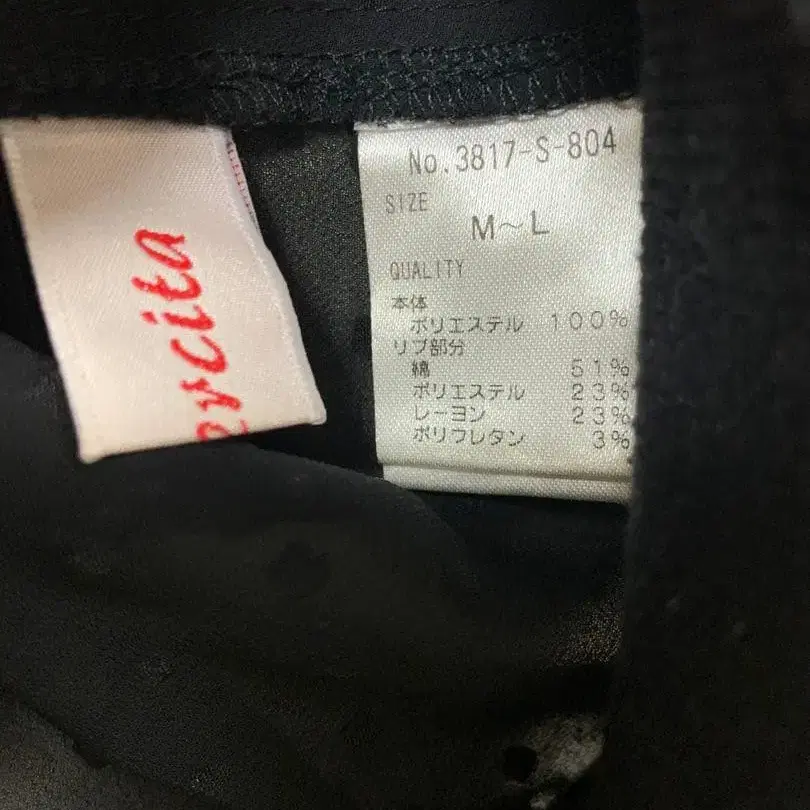 No.3817-S-804
SIZE
M～L
QUALITY
本体
ポリエステル 100%
リブ部分
綿 51%
ポリエステル 23%
レーヨン 23%
ポリウレタン 3%